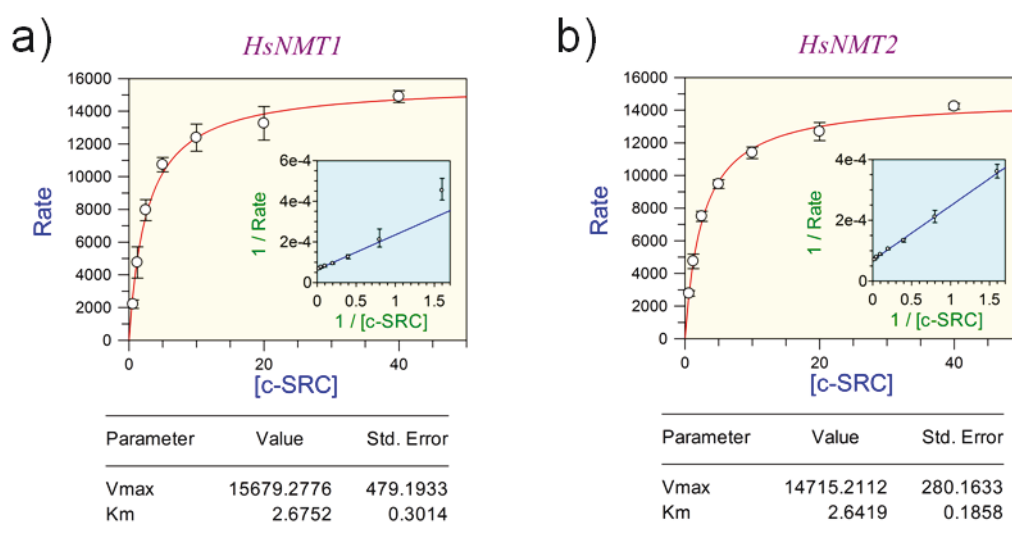 a)
HsNMT1
Rate
16000
14000
12000
10000
8000
6000
4000
2000
0
0 20 40
[c-SRC]
1 / Rate
6e-4
4e-4
2e-4
0
0 0.5 1 1.5
1 / [c-SRC]
Parameter Value Std. Error
Vmax 15679.2776 479.1933
Km 2.6752 0.3014
b)
HsNMT2
Rate
16000
14000
12000
10000
8000
6000
4000
2000
0
0 20 40
[c-SRC]
1 / Rate
4e-4
2e-4
0
0 0.5 1 1.5
1 / [c-SRC]
Parameter Value Std. Error
Vmax 14715.2112 280.1633
Km 2.6419 0.1858